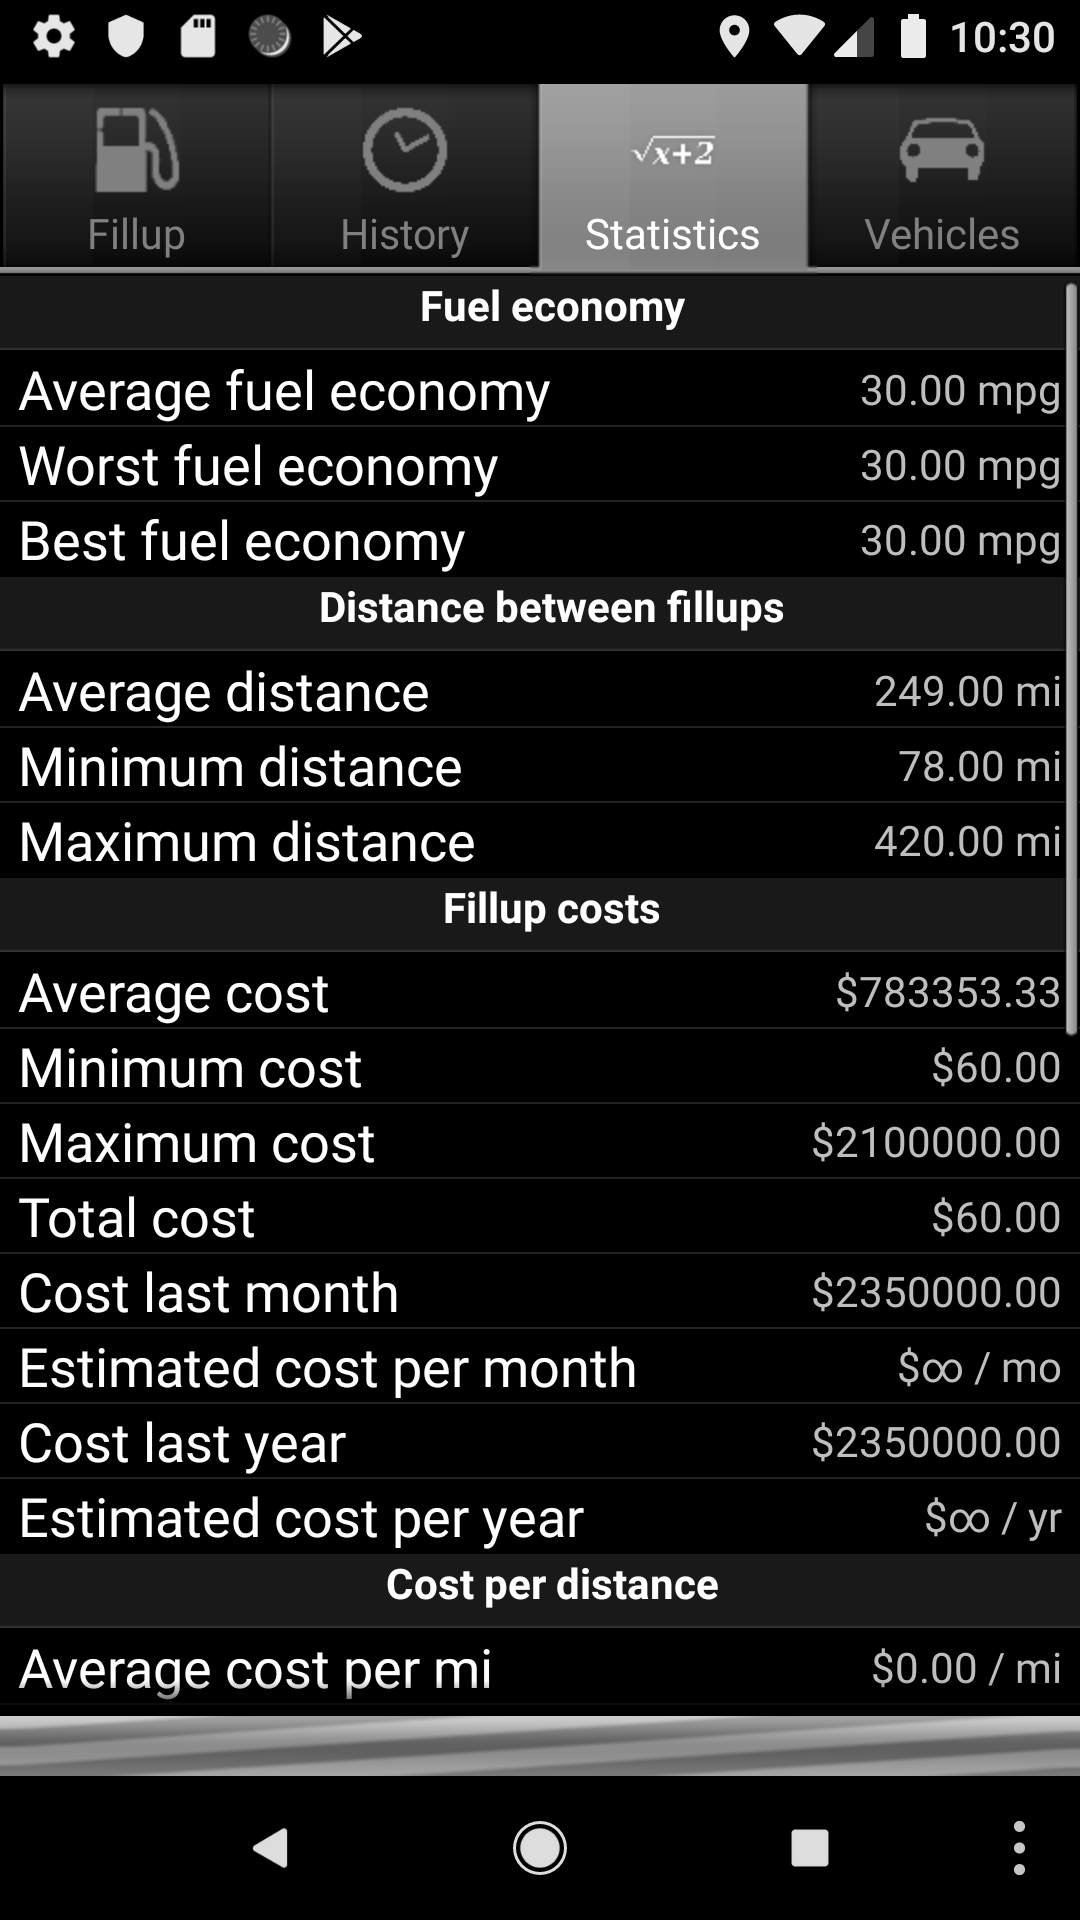 10:30
√x+2
Fillup History Statistics Vehicles
Fuel economy
Average fuel economy 30.00 mpg
Worst fuel economy 30.00 mpg
Best fuel economy 30.00 mpg
Distance between fillups
Average distance 249.00 mi
Minimum distance 78.00 mi
Maximum distance 420.00 mi
Fillup costs
Average cost $783353.33
Minimum cost $60.00
Maximum cost $2100000.00
Total cost $60.00
Cost last month $2350000.00
Estimated cost per month $∞ / mo
Cost last year $2350000.00
Estimated cost per year $∞ / yr
Cost per distance
Average cost per mi $0.00 / mi